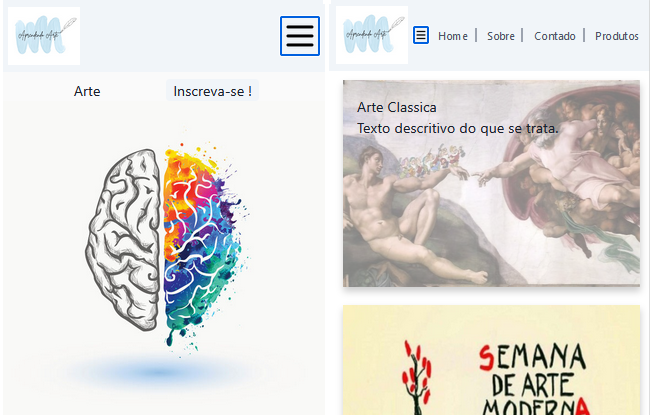 Aprendendo Arte
Arte
Inscreva-se !
Aprendendo Arte
Home | Sobre | Contado | Produtos
Arte Classica
Texto descritivo do que se trata.
SEMANA
DE ARTE
MODERNA